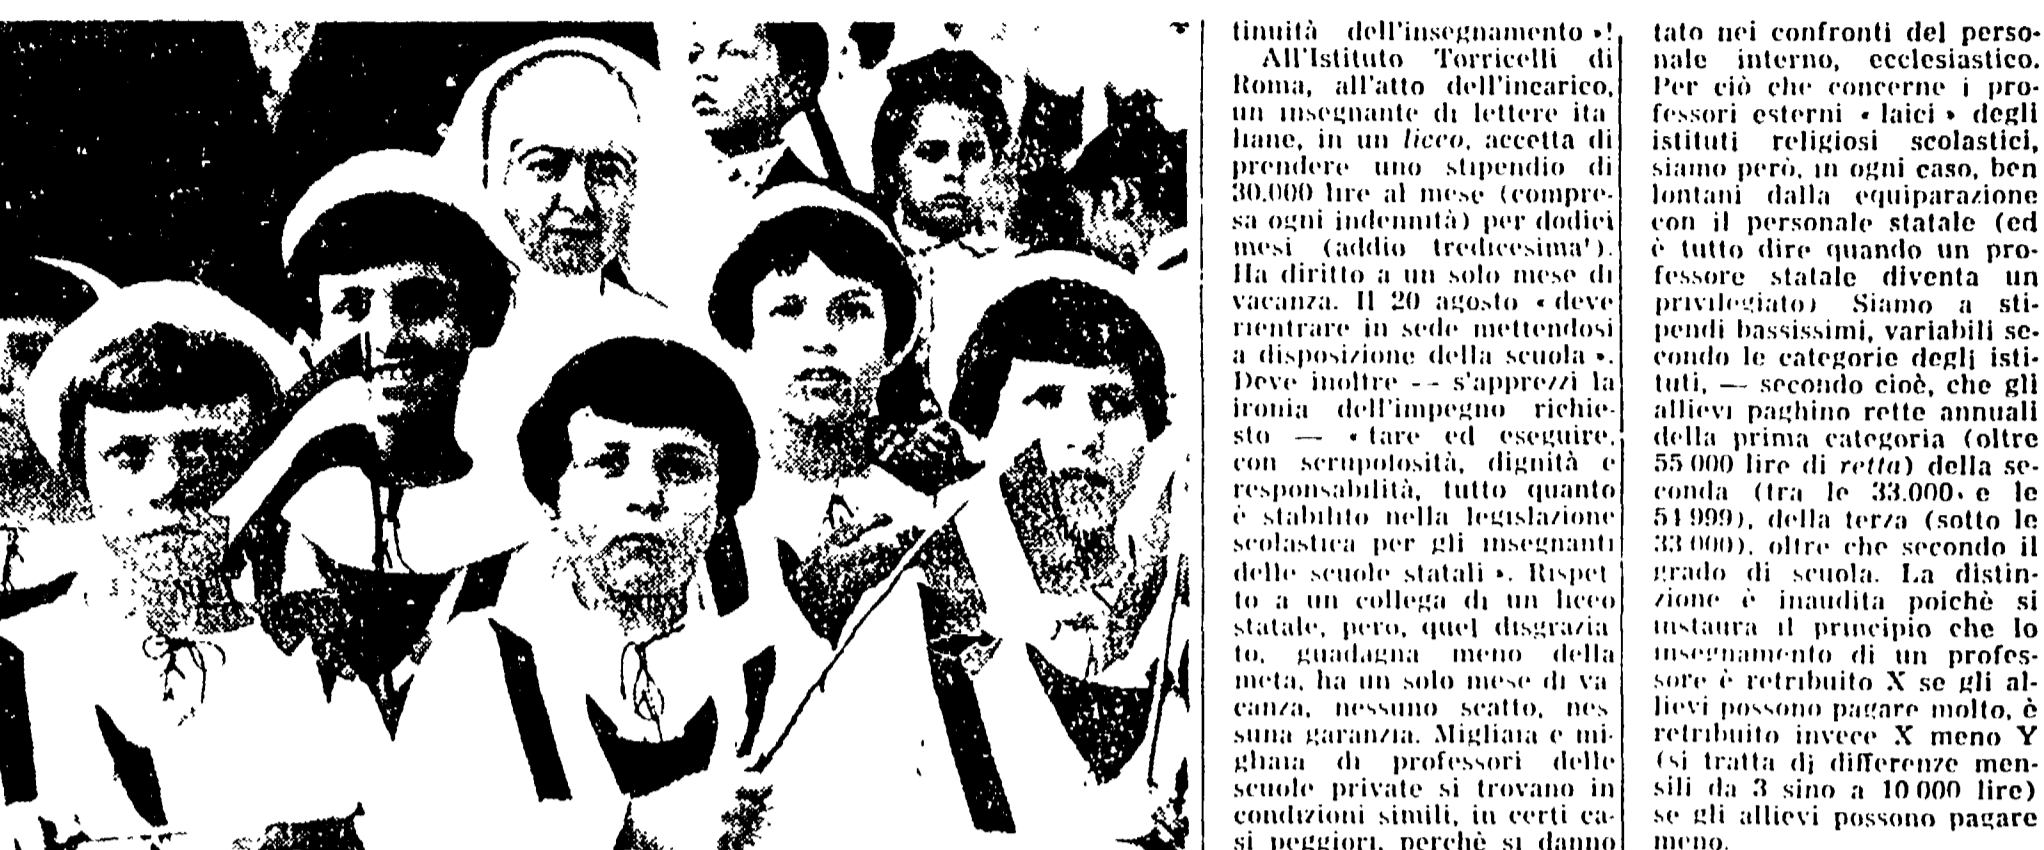 tinuità dell'insegnamento »!
All'Istituto Torricelli di
Roma, all'atto dell'incarico,
un insegnante di lettere ita
liane, in un liceo, accetta di
prendere uno stipendio di
30.000 lire al mese (compre-
sa ogni indennità) per dodici
mesi (addio tredicesima!).
Ha diritto a un solo mese di
vacanza. Il 20 agosto « deve
rientrare in sede mettendosi
a disposizione della scuola ».
Deve inoltre -- s'apprezzi la
ironia dell'impegno richie-
sto — « fare ed eseguire,
con scrupolosità, dignità e
responsabilità, tutto quanto
è stabilito nella legislazione
scolastica per gli insegnanti
delle scuole statali ». Rispet
to a un collega di un liceo
statale, però, quel disgrazia
to, guadagna meno della
metà, ha un solo mese di va
canza, nessuno scatto, nes
suna garanzia. Migliaia e mi-
gliaia di professori delle
scuole private si trovano in
condizioni simili, in certi ca-
si peggiori, perchè si danno
tato nei confronti del perso-
nale interno, ecclesiastico.
Per ciò che concerne i pro-
fessori esterni « laici » degli
istituti religiosi scolastici,
siamo però, in ogni caso, ben
lontani dalla equiparazione
con il personale statale (ed
è tutto dire quando un pro-
fessore statale diventa un
privilegiato) Siamo a sti-
pendi bassissimi, variabili se-
condo le categorie degli isti-
tuti, — secondo cioè, che gli
allievi paghino rette annuali
della prima categoria (oltre
55 000 lire di retta) della se-
conda (tra le 33.000. e le
54 999), della terza (sotto le
33 000), oltre che secondo il
grado di scuola. La distin-
zione è inaudita poichè si
instaura il principio che lo
insegnamento di un profes-
sore è retribuito X se gli al-
lievi possono pagare molto, è
retribuito invece X meno Y
(si tratta di differenze men-
sili da 3 sino a 10 000 lire)
se gli allievi possono pagare
meno.